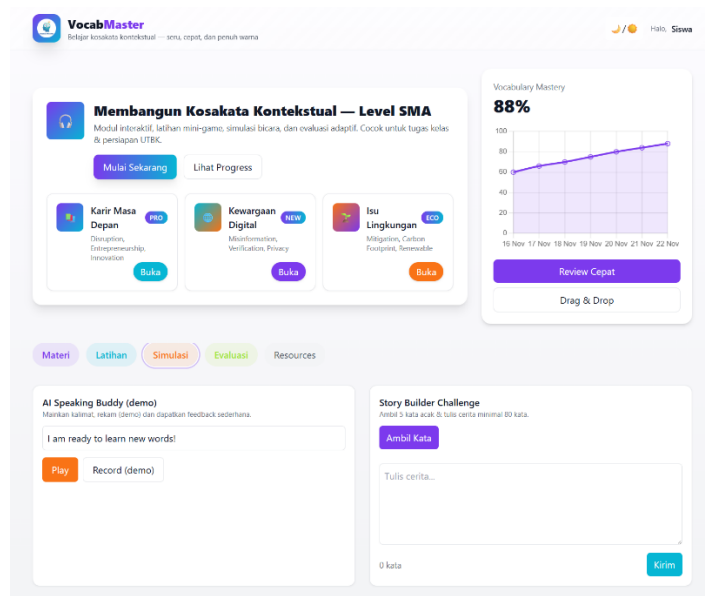 VocabMaster
Belajar kosakata kontekstual — seru, cepat, dan penuh warna
Halo, Siswa
Membangun Kosakata Kontekstual — Level SMA
Modul interaktif, latihan mini-game, simulasi bicara, dan evaluasi adaptif. Cocok untuk tugas kelas
& persiapan UTBK.
Mulai Sekarang
Lihat Progress
Karir Masa
Depan
PRO
Disruption,
Entrepreneurship,
Innovation
Buka
Kewargaan
Digital
NEW
Misinformation,
Verification, Privacy
Buka
Isu
Lingkungan
ECO
Mitigation, Carbon
Footprint, Renewable
Buka
Vocabulary Mastery
88%
100
80
60
40
20
0
16 Nov 17 Nov 18 Nov 19 Nov 20 Nov 21 Nov 22 Nov
Review Cepat
Drag & Drop
Materi
Latihan
Simulasi
Evaluasi
Resources
AI Speaking Buddy (demo)
Mainkan kalimat, rekam (demo) dan dapatkan feedback sederhana.
I am ready to learn new words!
Play
Record (demo)
Story Builder Challenge
Ambil 5 kata acak & tulis cerita minimal 80 kata.
Ambil Kata
Tulis cerita...
0 kata
Kirim